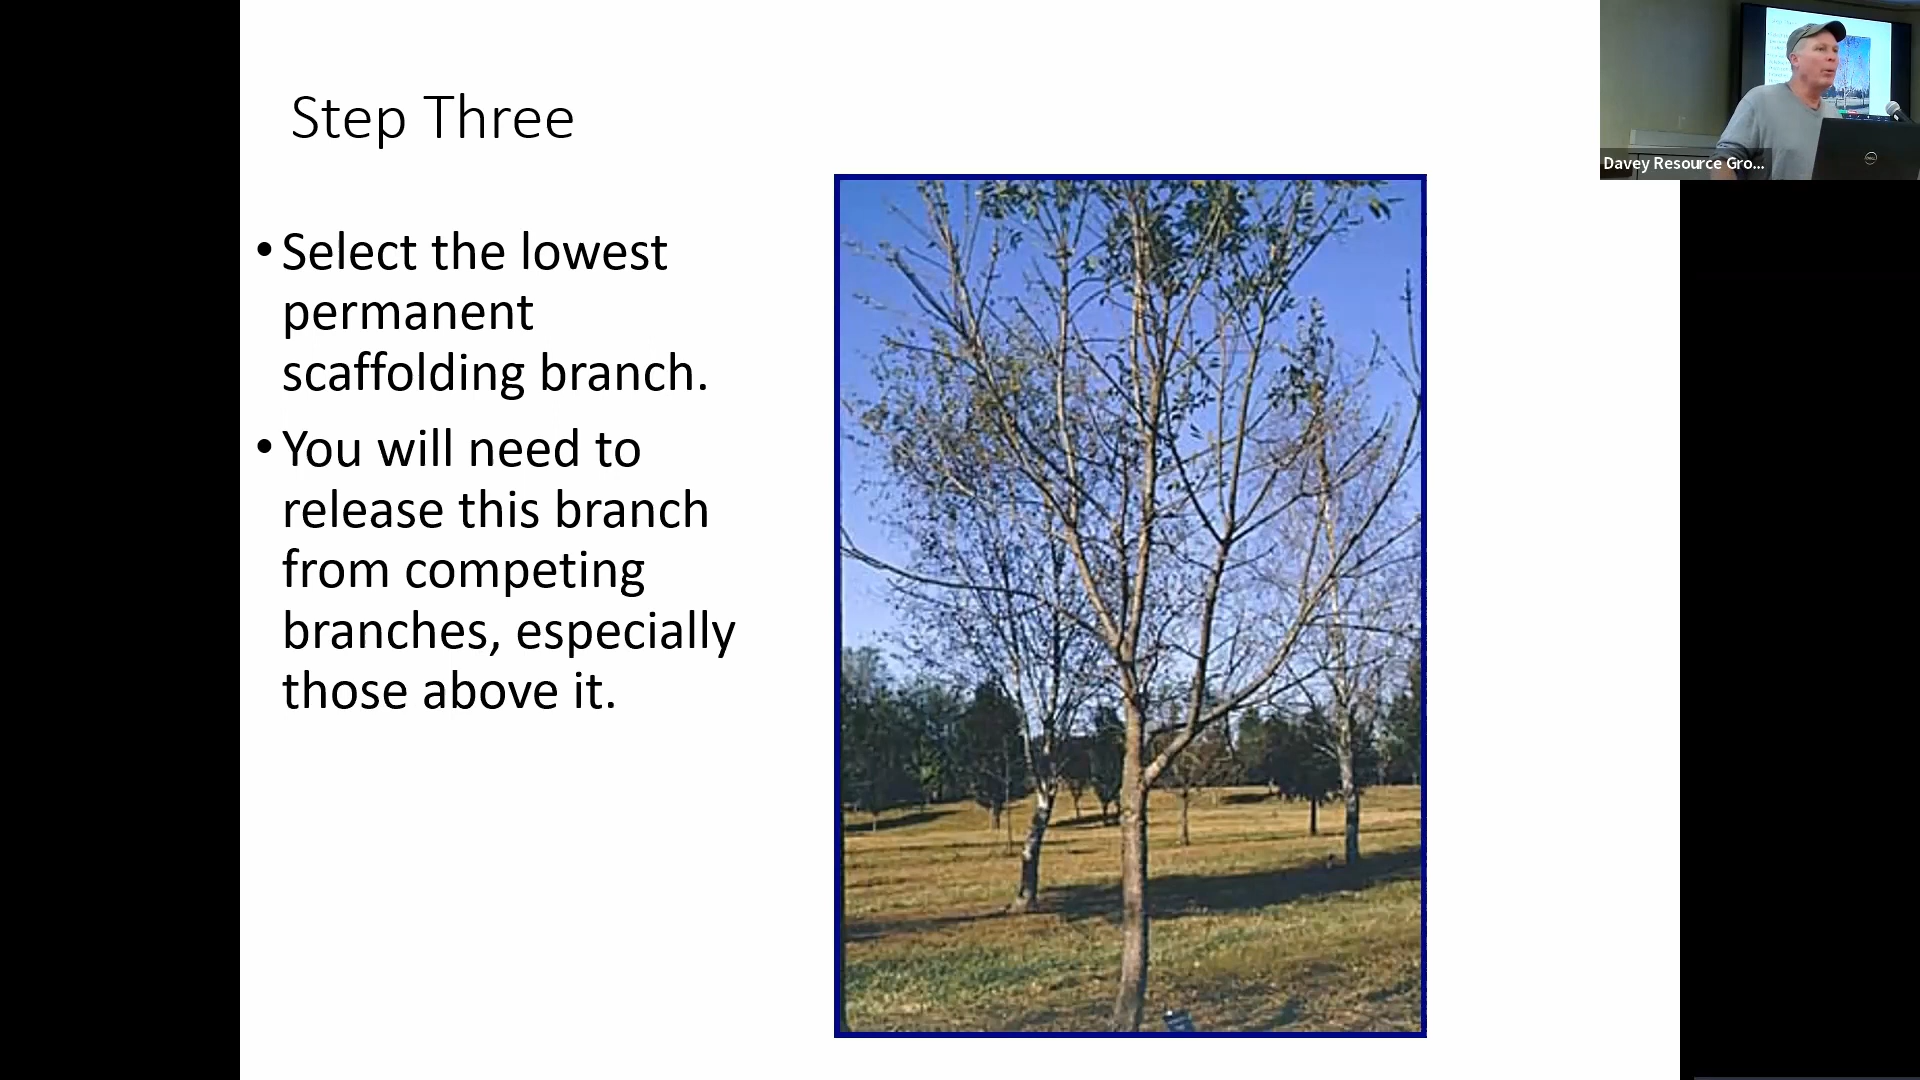 Step Three
• Select the lowest
permanent
scaffolding branch.
• You will need to
release this branch
from competing
branches, especially
those above it.
Davey Resource Gro...
DELL